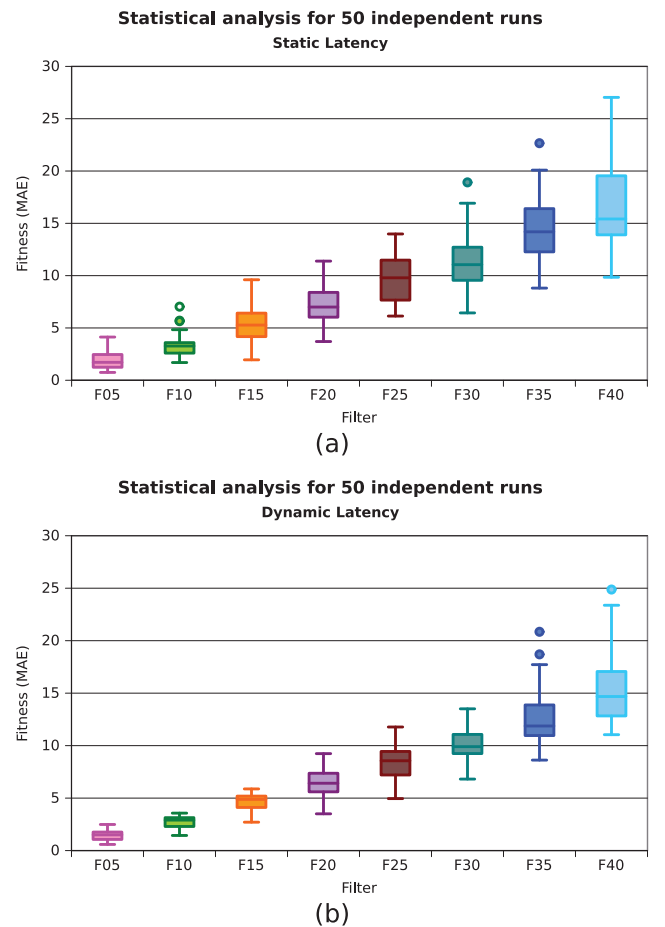 Statistical analysis for 50 independent runs
Static Latency
30
25
20
15
10
5
0
Fitness (MAE)
F05 F10 F15 F20 F25 F30 F35 F40
Filter
(a)
Statistical analysis for 50 independent runs
Dynamic Latency
30
25
20
15
10
5
0
Fitness (MAE)
F05 F10 F15 F20 F25 F30 F35 F40
Filter
(b)